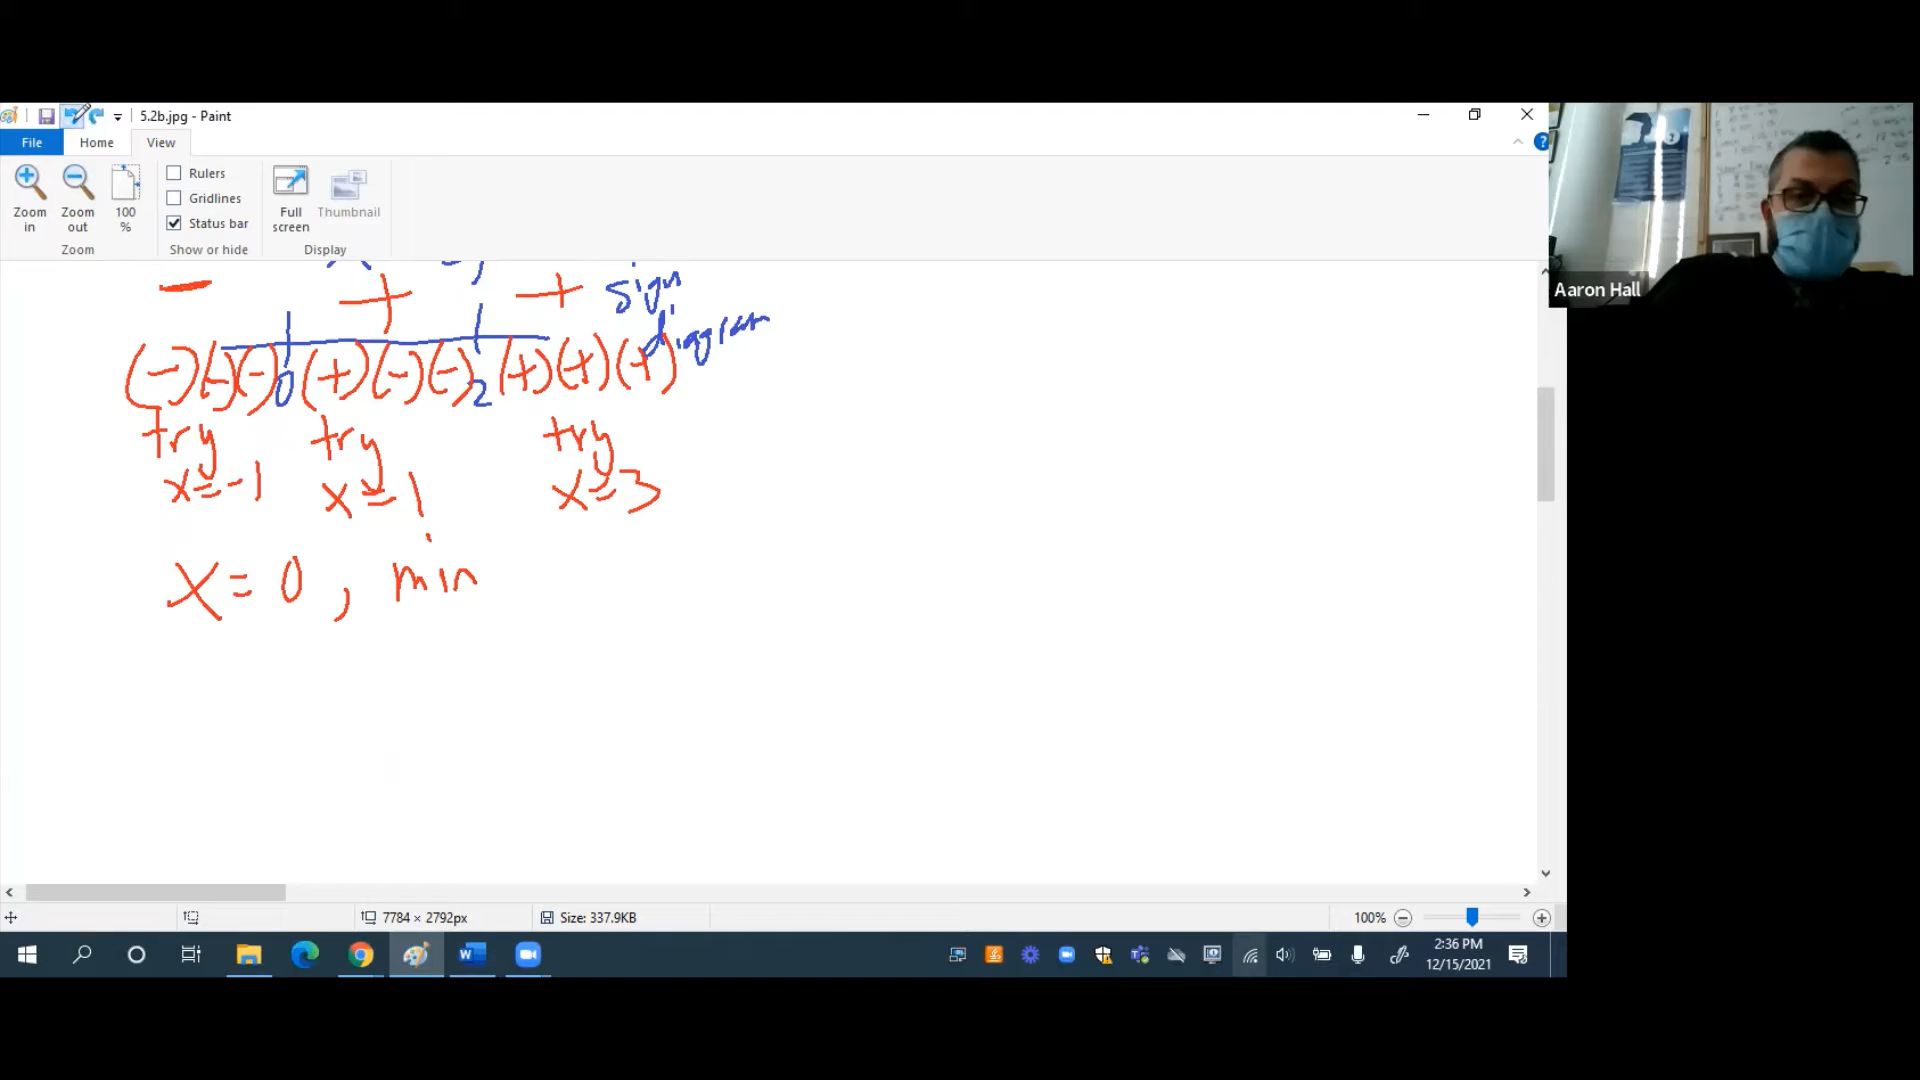 5.2b.jpg - Paint
File Home View
Zoom in
Zoom out
100 %
Rulers
Gridlines
Status bar
Full screen
Thumbnail
Zoom
Show or hide
Display
Aaron Hall
− + + sign
diagram
(−)(−)(−) 0 (+)(−)(−) 2 (+)(+)(+)
try try try
x=-1 x=1 x=3
x=0, min
7784 × 2792px
Size: 337.9KB
100%
2:36 PM
12/15/2021